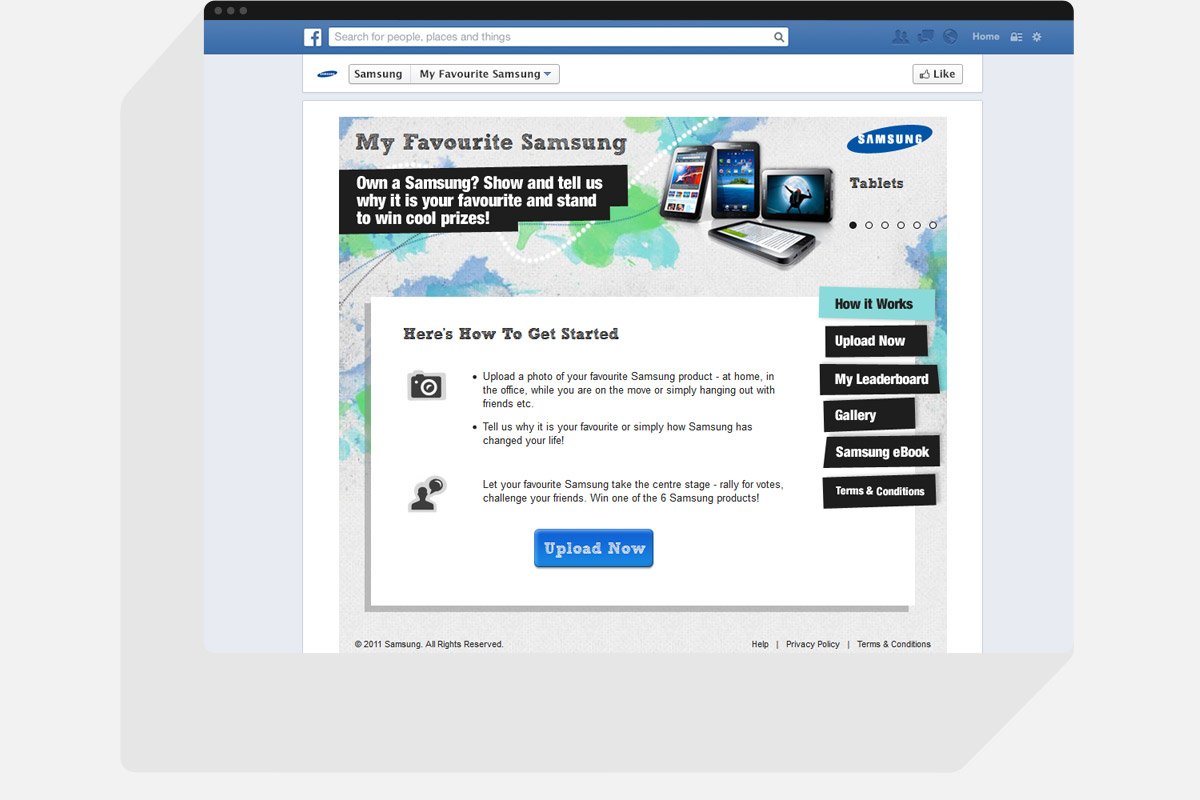 Search for people, places and things
Home
Samsung
My Favourite Samsung
Like
My Favourite Samsung
Own a Samsung? Show and tell us
why it is your favourite and stand
to win cool prizes!
SAMSUNG
Tablets
How it Works
Upload Now
My Leaderboard
Gallery
Samsung eBook
Terms & Conditions
Here's How To Get Started
• Upload a photo of your favourite Samsung product - at home, in
the office, while you are on the move or simply hanging out with
friends etc.
• Tell us why it is your favourite or simply how Samsung has
changed your life!
Let your favourite Samsung take the centre stage - rally for votes,
challenge your friends. Win one of the 6 Samsung products!
Upload Now
© 2011 Samsung. All Rights Reserved.
Help | Privacy Policy | Terms & Conditions